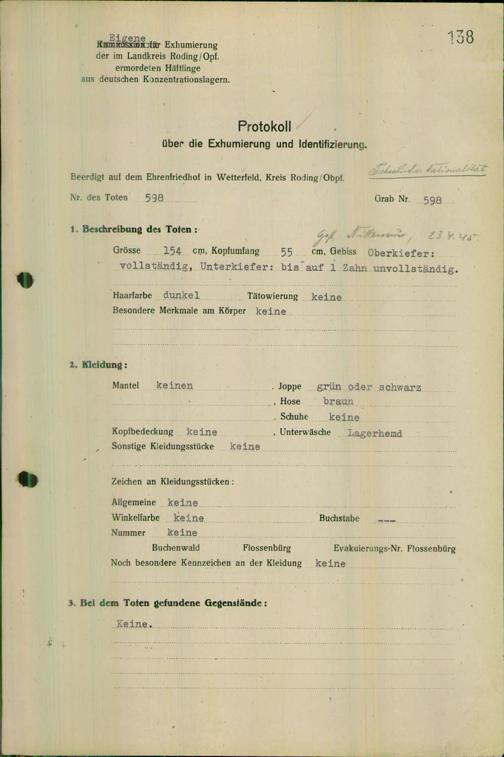 138
Eigene
Kommission für Exhumierung
der im Landkreis Roding/Opf.
ermordeten Häftlinge
aus deutschen Konzentrationslagern.
Protokoll
über die Exhumierung und Identifizierung.
Beerdigt auf dem Ehrenfriedhof in Wetterfeld, Kreis Roding/Obpf.
Nr. des Toten 598 Grab Nr. 598
1. Beschreibung des Toten:
23.4.45
Grösse 154 cm, Kopfumfang 55 cm, Gebiss Oberkiefer:
vollständig, Unterkiefer: bis auf 1 Zahn unvollständig.
Haarfarbe dunkel Tätowierung keine
Besondere Merkmale am Körper keine
2. Kleidung:
Mantel keinen . Joppe grün oder schwarz
, Hose braun
. Schuhe keine
Kopfbedeckung keine , Unterwäsche Lagerhemd
Sonstige Kleidungsstücke keine
Zeichen an Kleidungsstücken:
Allgemeine keine
Winkelfarbe keine Buchstabe ---
Nummer keine
Buchenwald Flossenbürg Evakuierungs-Nr. Flossenbürg
Noch besondere Kennzeichen an der Kleidung keine
3. Bei dem Toten gefundene Gegenstände:
Keine.